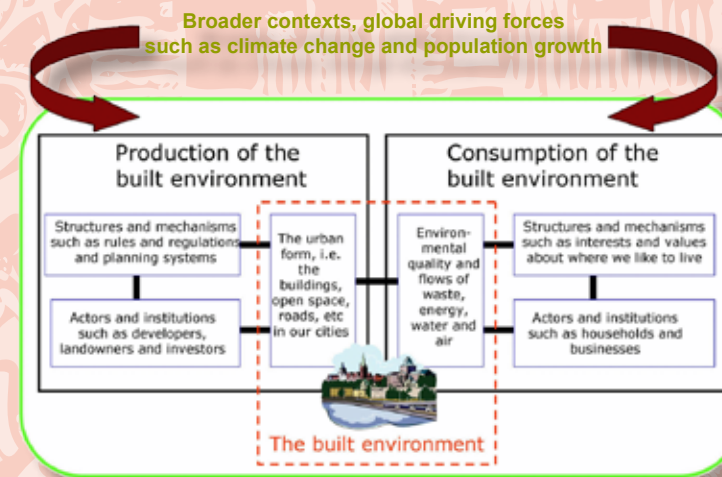 Broader contexts, global driving forces
such as climate change and population growth
Production of the
built environment
Structures and mechanisms
such as rules and regulations
and planning systems
Actors and institutions
such as developers,
landowners and investors
The urban
form, i.e.
the
buildings,
open space,
roads, etc
in our cities
Consumption of the
built environment
Environ-
mental
quality and
flows of
waste,
energy,
water and
air
Structures and mechanisms
such as interests and values
about where we like to live
Actors and institutions
such as households and
businesses
The built environment